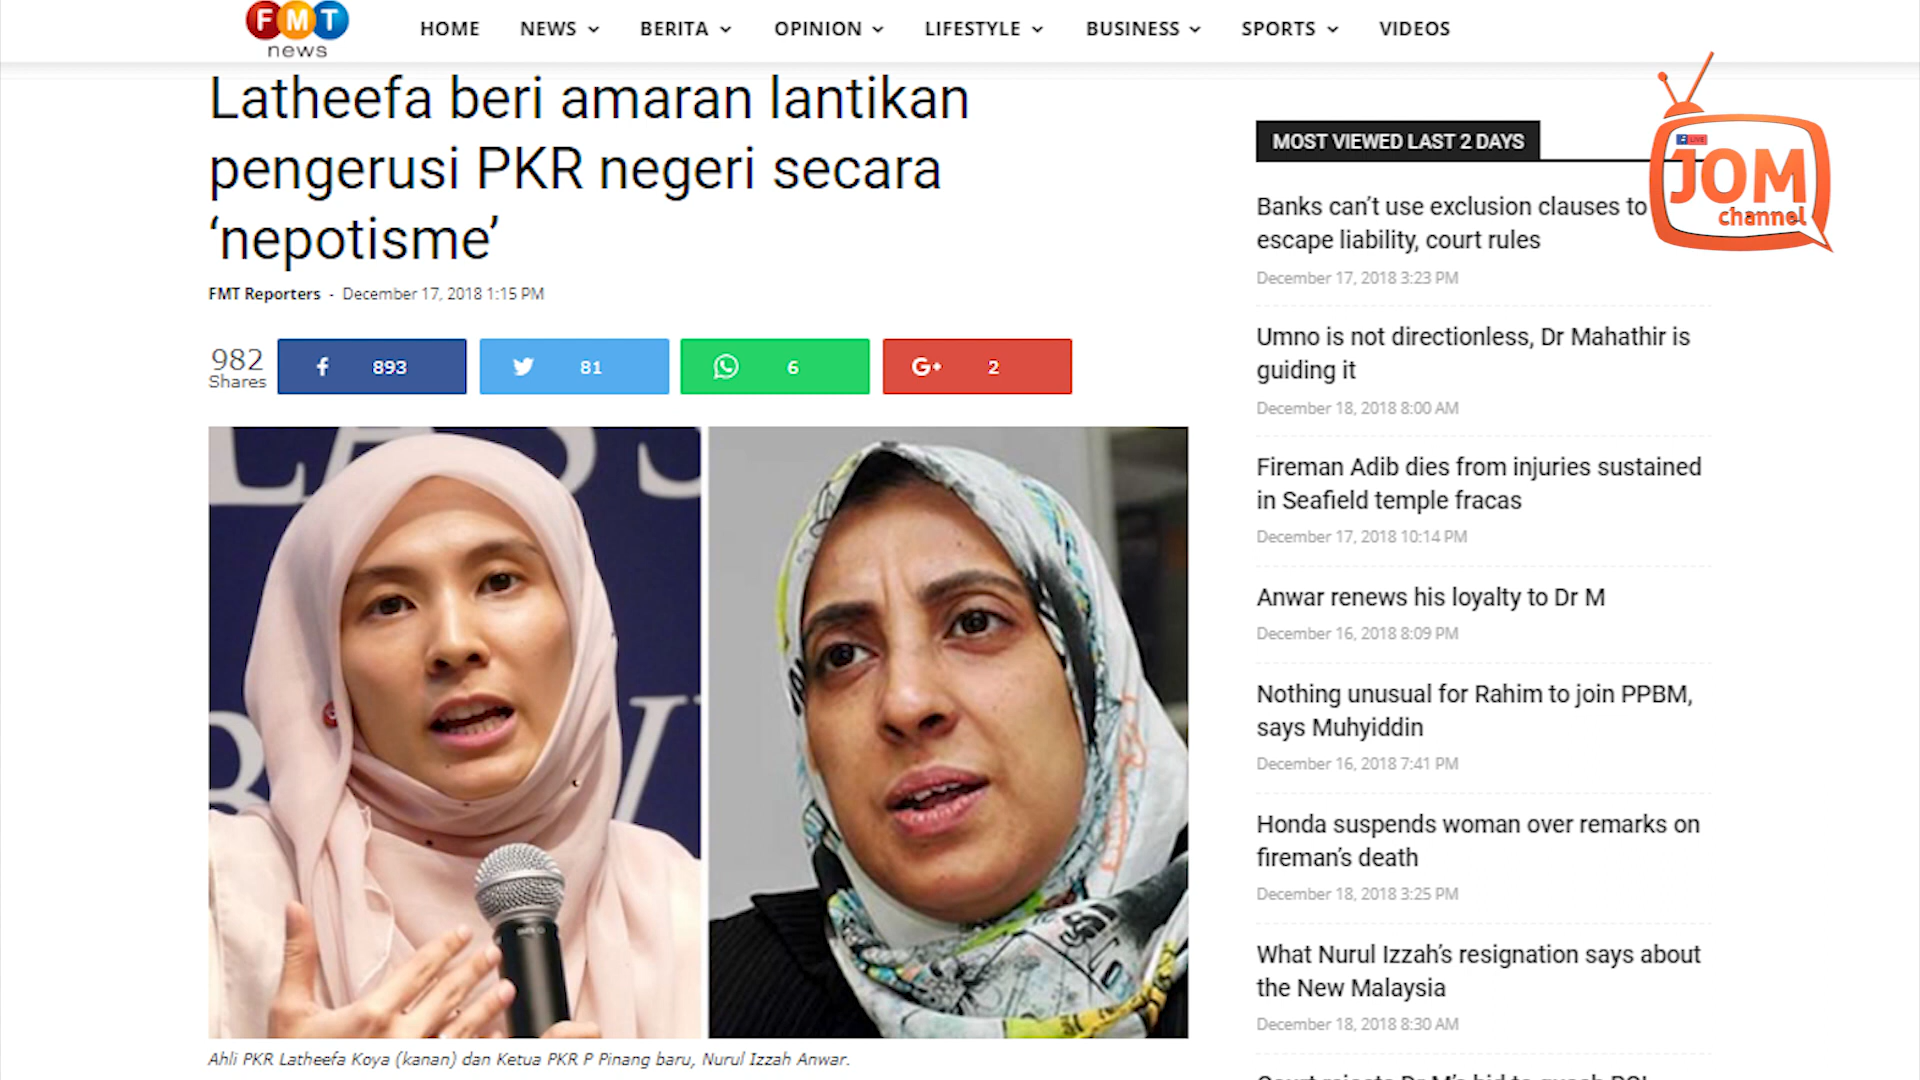 FMT
news
HOME
NEWS
BERITA
OPINION
LIFESTYLE
BUSINESS
SPORTS
VIDEOS
Latheefa beri amaran lantikan
pengerusi PKR negeri secara
‘nepotisme’
FMT Reporters - December 17, 2018 1:15 PM
982
Shares
893
81
6
G+ 2
Ahli PKR Latheefa Koya (kanan) dan Ketua PKR P Pinang baru, Nurul Izzah Anwar.
MOST VIEWED LAST 2 DAYS
LIVE
JOM
channel
Banks can’t use exclusion clauses to
escape liability, court rules
December 17, 2018 3:23 PM
Umno is not directionless, Dr Mahathir is
guiding it
December 18, 2018 8:00 AM
Fireman Adib dies from injuries sustained
in Seafield temple fracas
December 17, 2018 10:14 PM
Anwar renews his loyalty to Dr M
December 16, 2018 8:09 PM
Nothing unusual for Rahim to join PPBM,
says Muhyiddin
December 16, 2018 7:41 PM
Honda suspends woman over remarks on
fireman’s death
December 18, 2018 3:25 PM
What Nurul Izzah’s resignation says about
the New Malaysia
December 18, 2018 8:30 AM